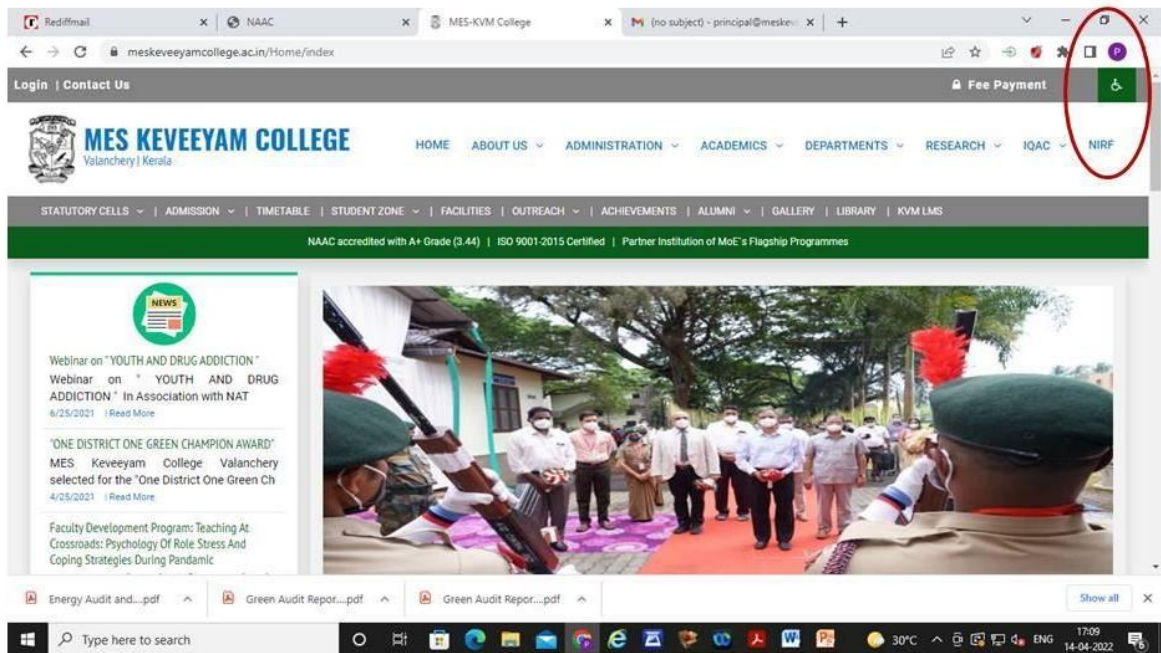 Rediffmail
NAAC
MES-KVM College
(no subject) - principal@meskev
meskeveeyamcollege.ac.in/Home/index
P
Login | Contact Us
Fee Payment
MES KEVEEYAM COLLEGE
Valanchery | Kerala
HOME ABOUT US ADMINISTRATION ACADEMICS DEPARTMENTS RESEARCH IQAC NIRF
STATUTORY CELLS | ADMISSION | TIMETABLE | STUDENT ZONE | FACILITIES | OUTREACH | ACHIEVEMENTS | ALUMNI | GALLERY | LIBRARY | KVM LMS
NAAC accredited with A+ Grade (3.44) | ISO 9001-2015 Certified | Partner Institution of MoE's Flagship Programmes
NEWS
Webinar on "YOUTH AND DRUG ADDICTION"
Webinar on " YOUTH AND DRUG
ADDICTION " In Association with NAT
6/25/2021 | Read More
"ONE DISTRICT ONE GREEN CHAMPION AWARD"
MES Keveeyam College Valanchery
selected for the "One District One Green Ch
4/25/2021 | Read More
Faculty Development Program: Teaching At
Crossroads: Psychology Of Role Stress And
Coping Strategies During Pandamic
Energy Audit and....pdf
Green Audit Repor....pdf
Green Audit Repor....pdf
Show all
Type here to search
30°C
ENG
17:09
14-04-2022